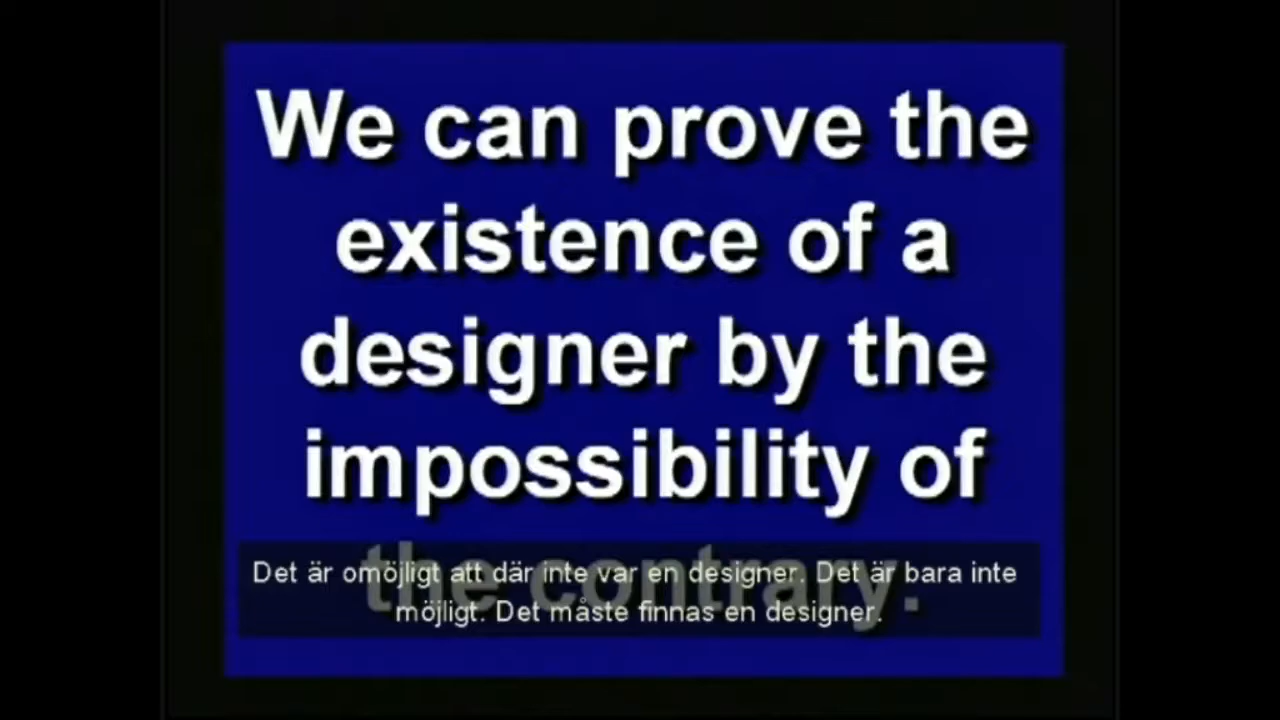 We can prove the
existence of a
designer by the
impossibility of
the contrary.
Det är omöjligt att där inte var en designer. Det är bara inte
möjligt. Det måste finnas en designer.